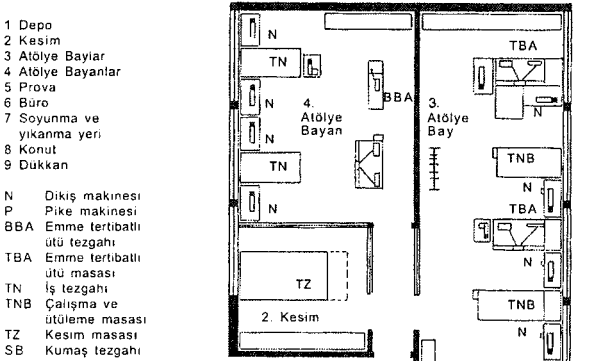 1 Depo
2 Kesim
3 Atölye Baylar
4 Atölye Bayanlar
5 Prova
6 Büro
7 Soyunma ve
yıkanma yeri
8 Konut
9 Dükkan
N Dikiş makinesi
P Pike makinesi
BBA Emme tertibatlı
ütü tezgahı
TBA Emme tertibatlı
ütü masası
TN İş tezgahı
TNB Çalışma ve
ütüleme masası
TZ Kesim masası
SB Kumaş tezgahı
N
TN
N
4.
Atölye
Bayan
BBA
N
TN
N
TZ
2. Kesim
3.
Atölye
Bay
TBA
N
TNB
N
TBA
N
TNB
N